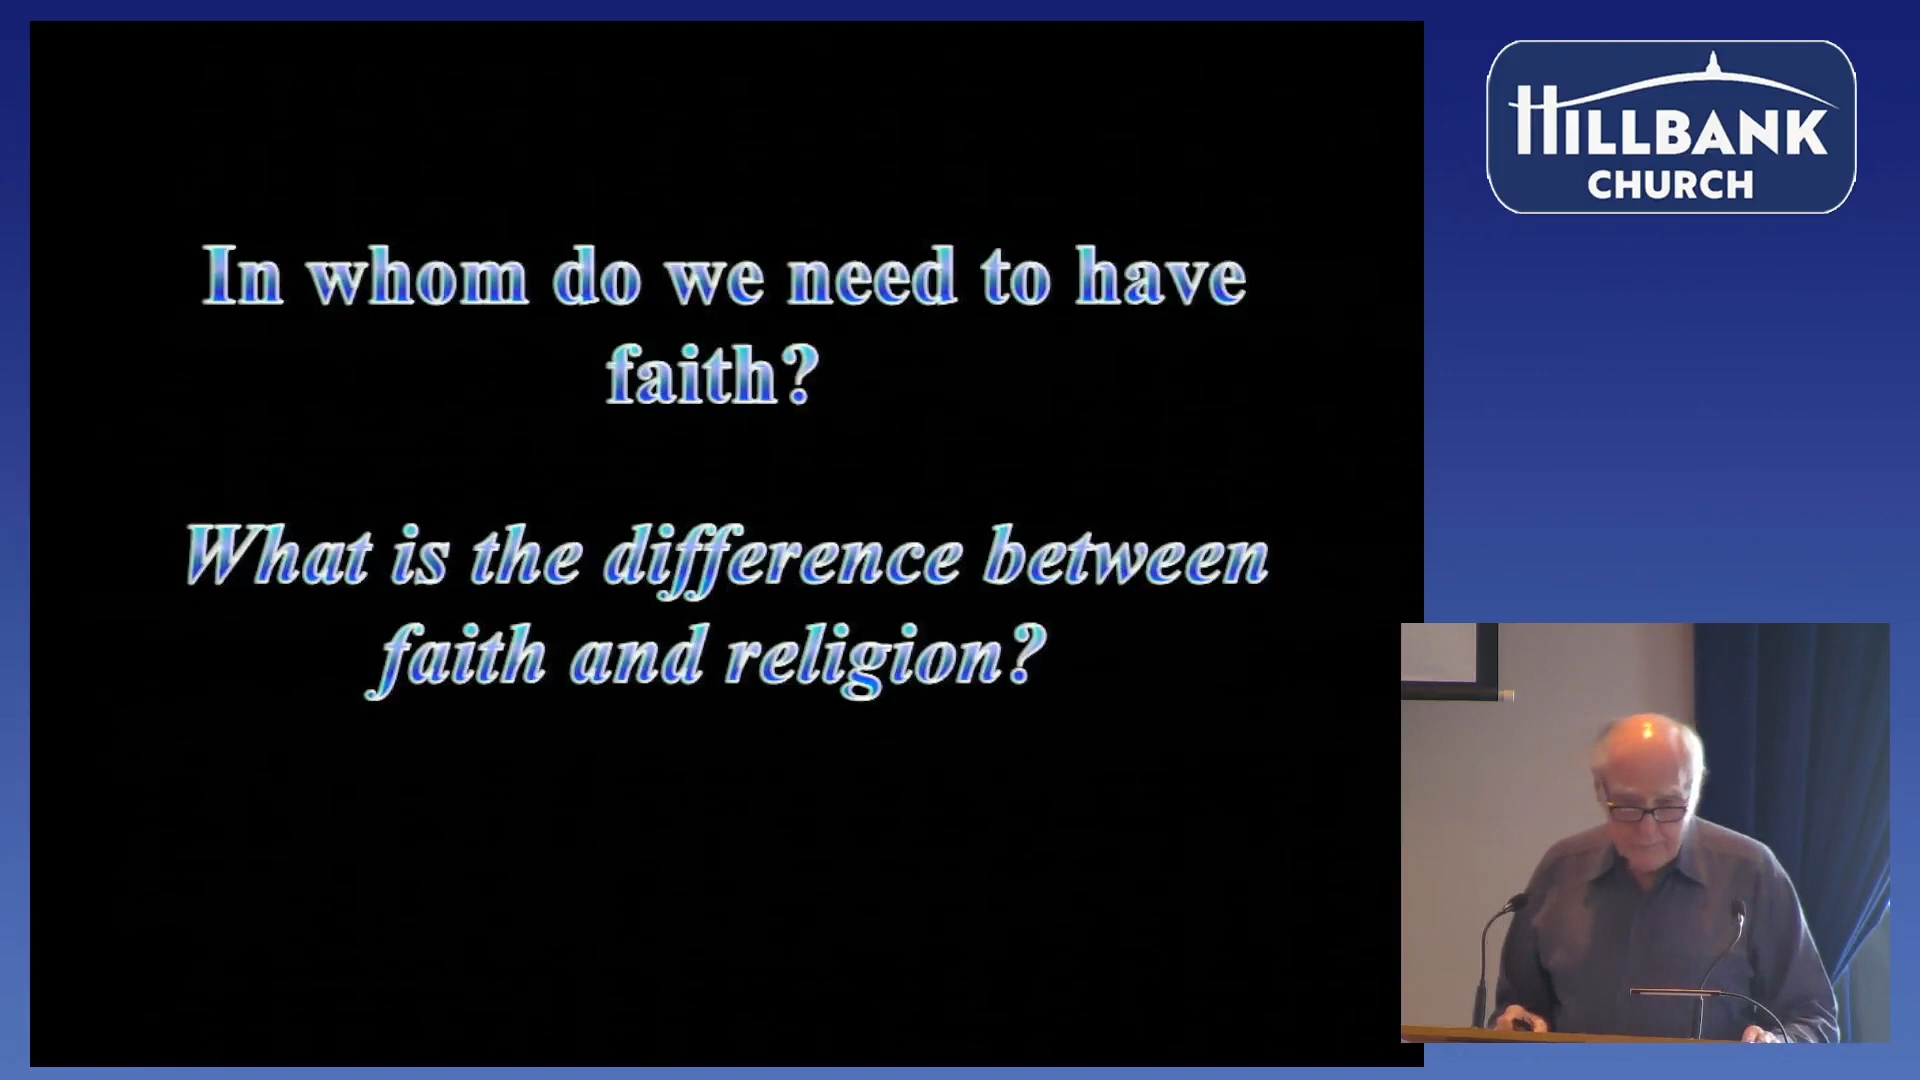 In whom do we need to have
faith?
What is the difference between
faith and religion?
HILLBANK
CHURCH